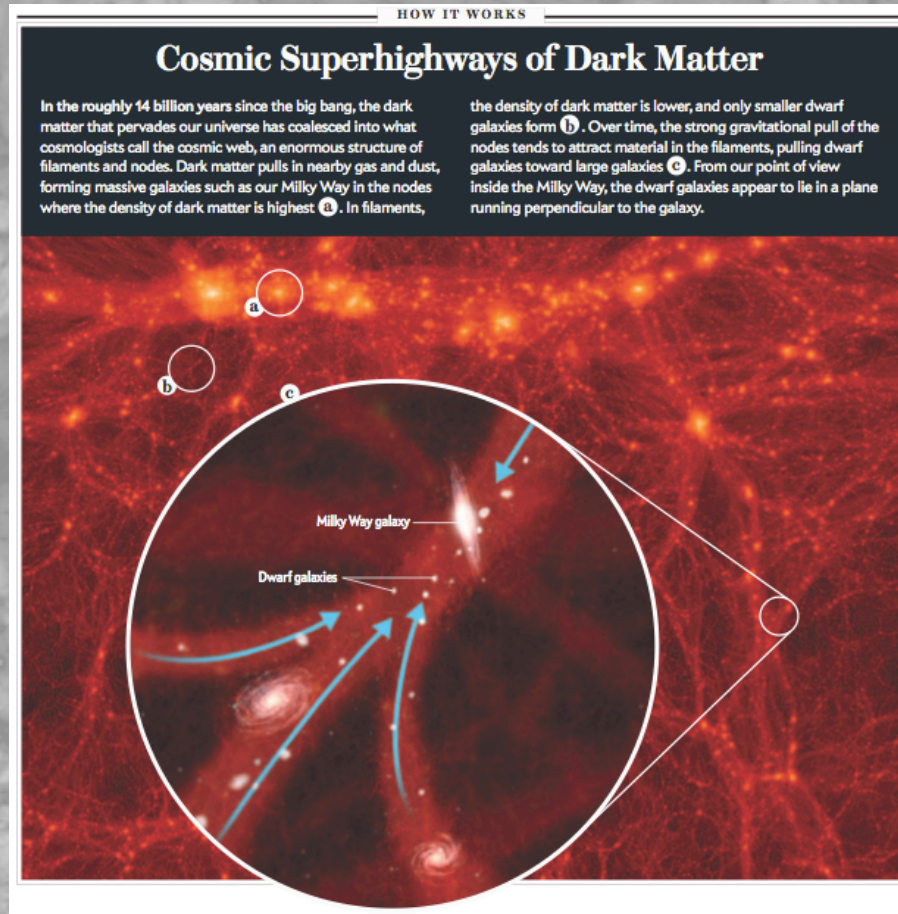 HOW IT WORKS
Cosmic Superhighways of Dark Matter
In the roughly 14 billion years since the big bang, the dark
matter that pervades our universe has coalesced into what
cosmologists call the cosmic web, an enormous structure of
filaments and nodes. Dark matter pulls in nearby gas and dust,
forming massive galaxies such as our Milky Way in the nodes
where the density of dark matter is highest a. In filaments,
the density of dark matter is lower, and only smaller dwarf
galaxies form b. Over time, the strong gravitational pull of the
nodes tends to attract material in the filaments, pulling dwarf
galaxies toward large galaxies c. From our point of view
inside the Milky Way, the dwarf galaxies appear to lie in a plane
running perpendicular to the galaxy.
a
b
c
Milky Way galaxy
Dwarf galaxies